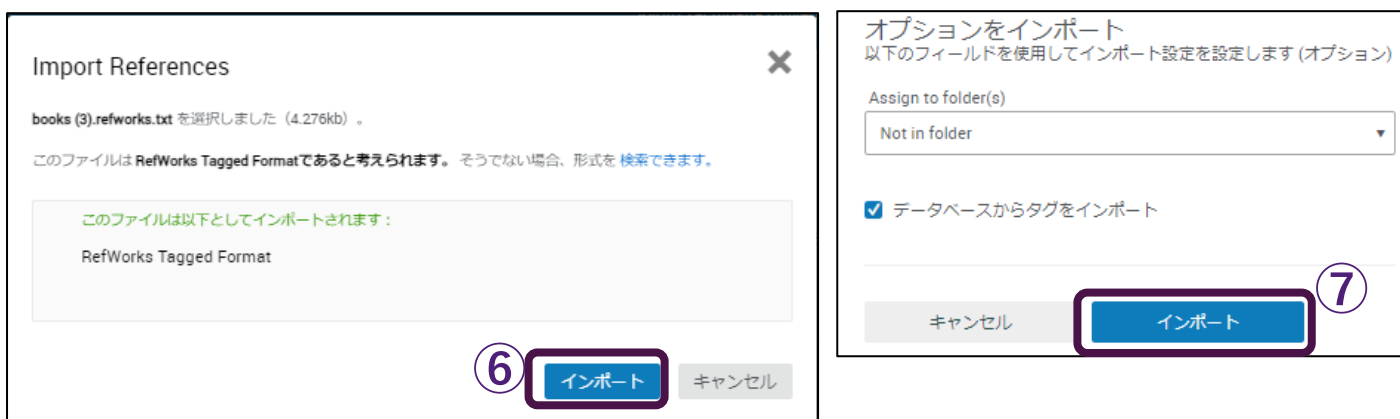 Import References
books (3).refworks.txt を選択しました（4.276kb）。
このファイルは RefWorks Tagged Formatであると考えられます。 そうでない場合、形式を 検索できます。
このファイルは以下としてインポートされます：
RefWorks Tagged Format
⑥ インポート キャンセル
オプションをインポート
以下のフィールドを使用してインポート設定を設定します (オプション)
Assign to folder(s)
Not in folder
データベースからタグをインポート
⑦
キャンセル インポート